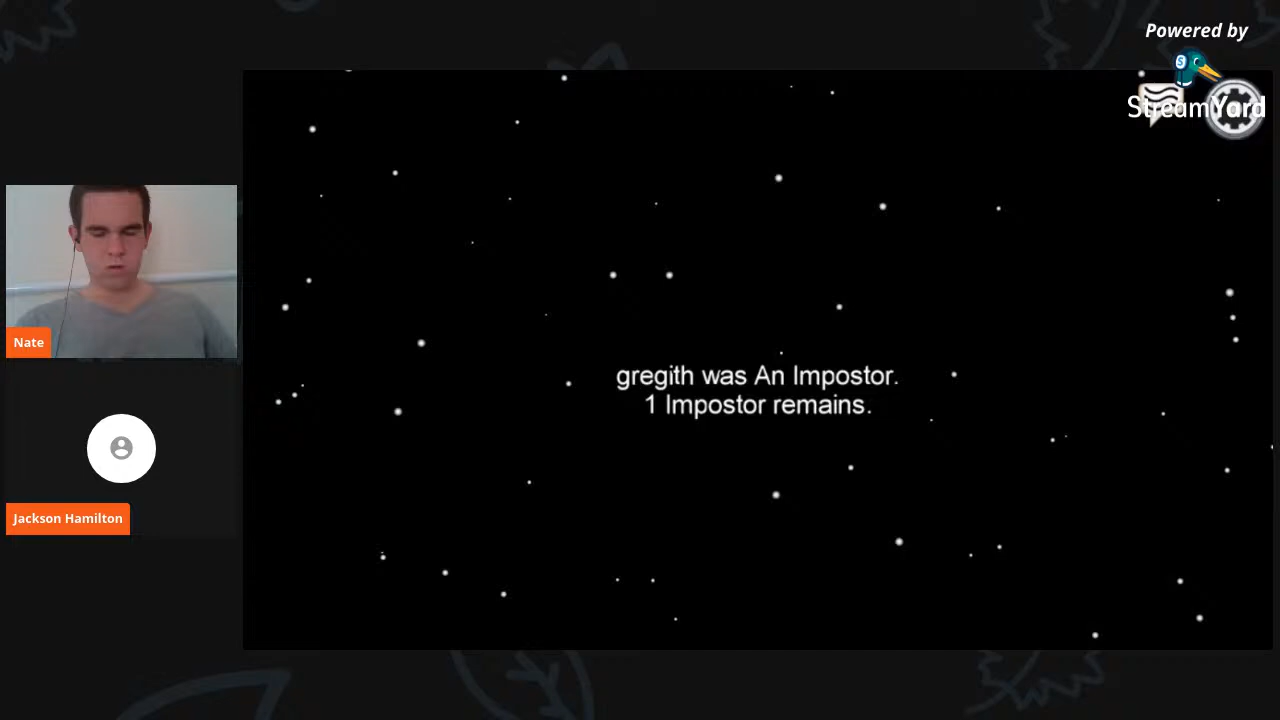 Powered by
StreamYard
Nate
gregith was An Impostor.
1 Impostor remains.
Jackson Hamilton